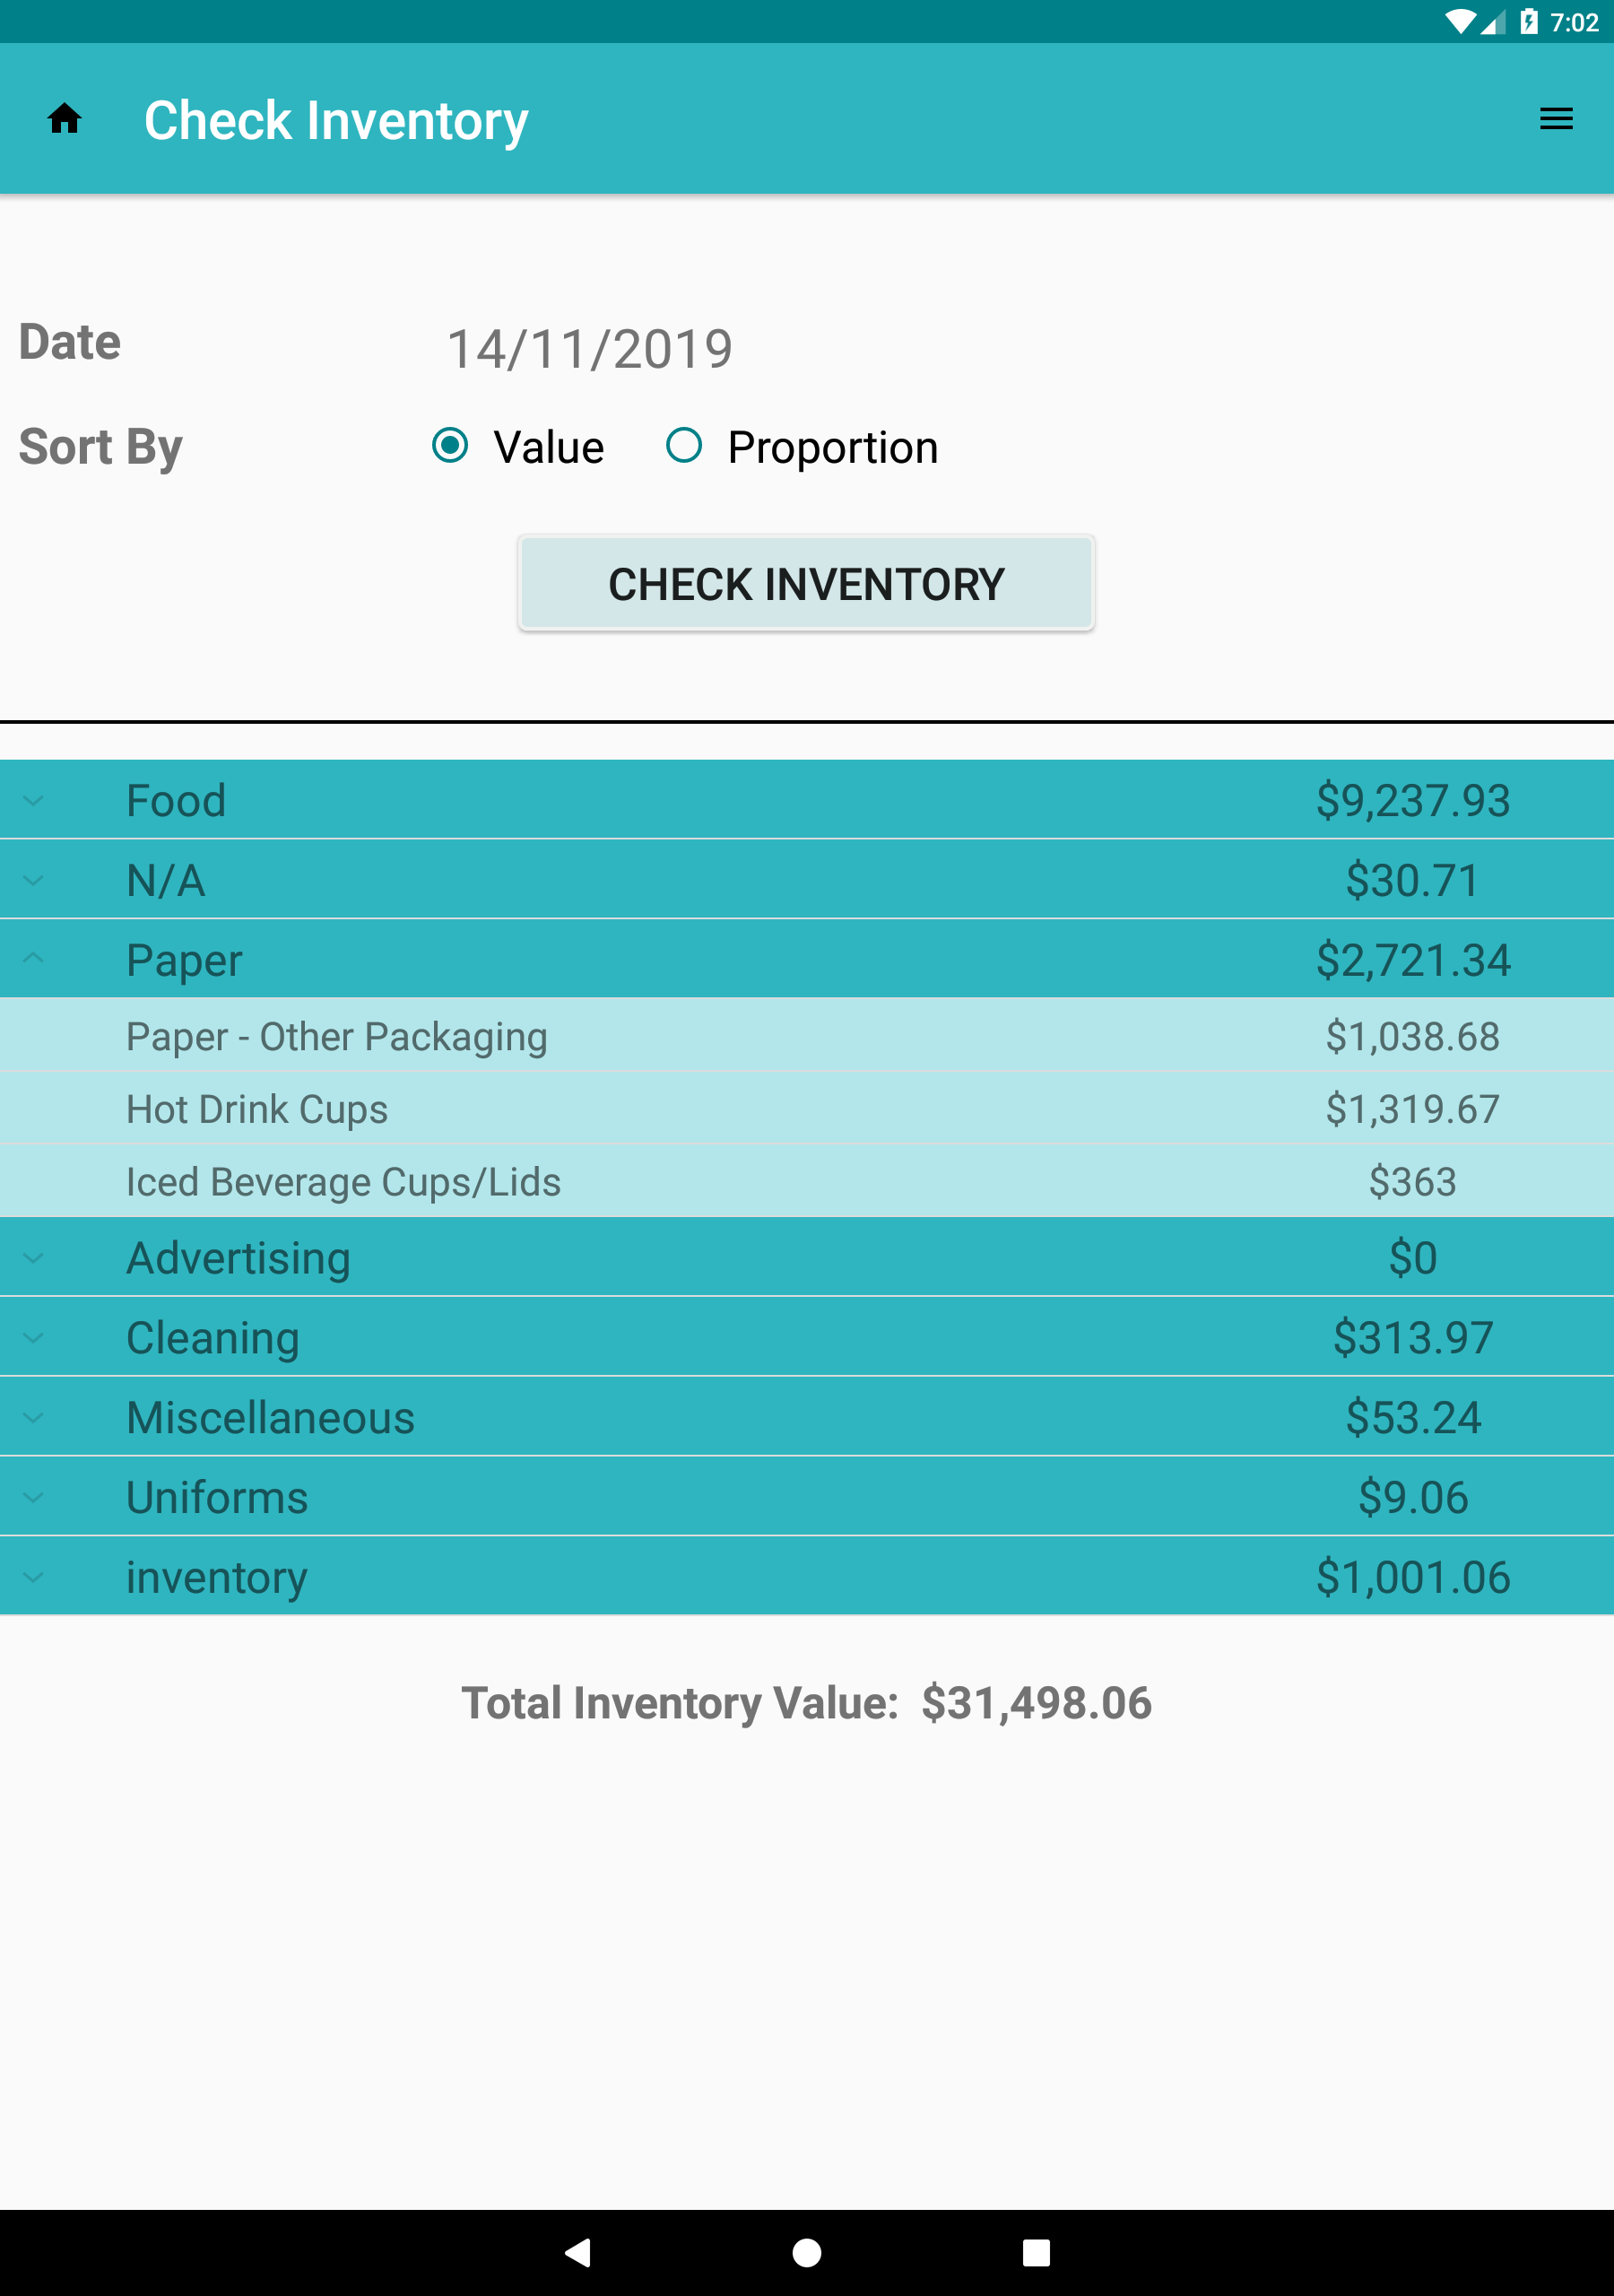 7:02
Check Inventory
Date 14/11/2019
Sort By Value Proportion
CHECK INVENTORY
Food $9,237.93
N/A $30.71
Paper $2,721.34
Paper - Other Packaging $1,038.68
Hot Drink Cups $1,319.67
Iced Beverage Cups/Lids $363
Advertising $0
Cleaning $313.97
Miscellaneous $53.24
Uniforms $9.06
inventory $1,001.06
Total Inventory Value: $31,498.06